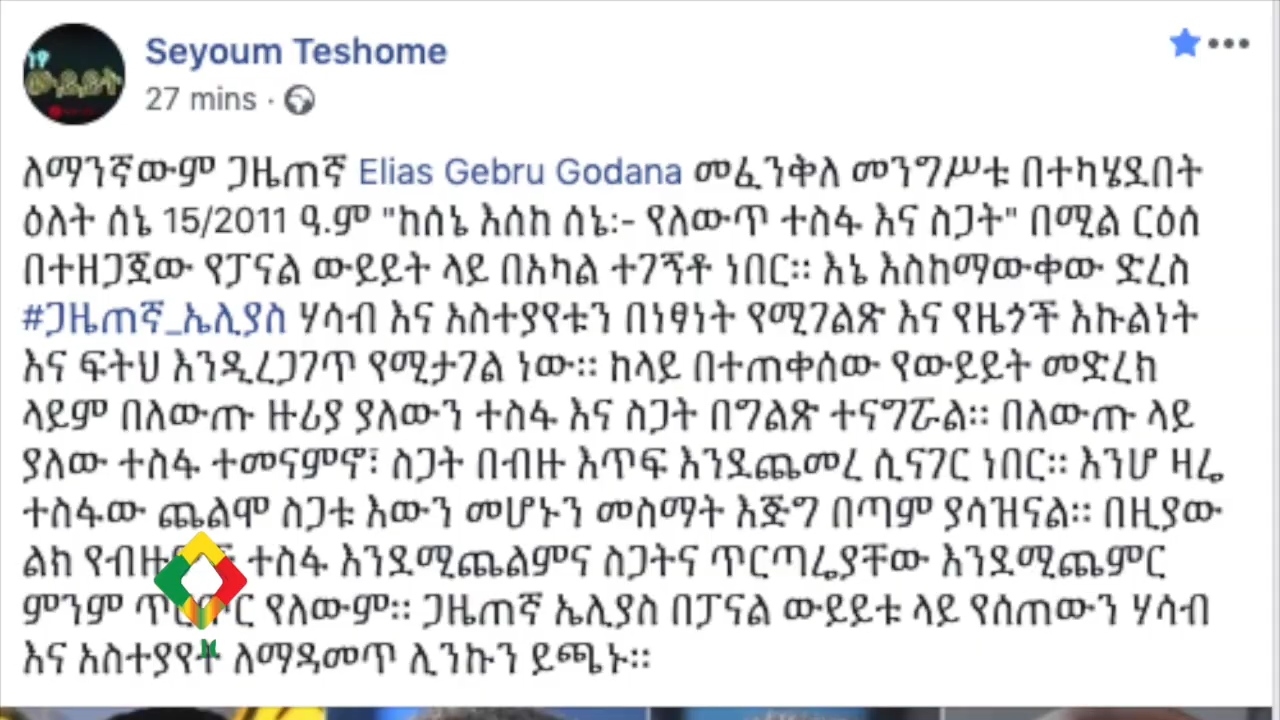 Seyoum Teshome
27 mins ·
ለማንኛውም ጋዜጠኛ Elias Gebru Godana መፈንቅለ መንግሥቱ በተካሄደበት
ዕለት ሰኔ 15/2011 ዓ.ም "ከሰኔ እሰከ ሰኔ:- የለውጥ ተስፋ እና ስጋት" በሚል ርዕሰ
በተዘጋጀው የፓናል ውይይት ላይ በአካል ተገኝቶ ነበር። እኔ እስከማውቀው ድረስ
#ጋዜጠኛ_ኤሊያስ ሃሳብ እና አስተያየቱን በነፃነት የሚገልጽ እና የዜጎች እኩልነት
እና ፍትህ እንዲረጋገጥ የሚታገል ነው። ከላይ በተጠቀሰው የውይይት መድረክ
ላይም በለውጡ ዙሪያ ያለውን ተስፋ እና ስጋት በግልጽ ተናግሯል። በለውጡ ላይ
ያለው ተስፋ ተመናምኖ፣ ስጋት በብዙ እጥፍ እንደጨመረ ሲናገር ነበር። እንሆ ዛሬ
ተስፋው ጨልሞ ስጋቱ እውን መሆኑን መስማት እጅግ በጣም ያሳዝናል። በዚያው
ልክ ተስፋ እንደሚጨልምና ስጋትና ጥርጣሬያቸው እንደሚጨምር
ምንም የለውም። ጋዜጠኛ ኤሊያስ በፓናል ውይይቱ ላይ የሰጠውን ሃሳብ
እና አስተያየት ለማዳመጥ ሊንኩን ይጫኑ።